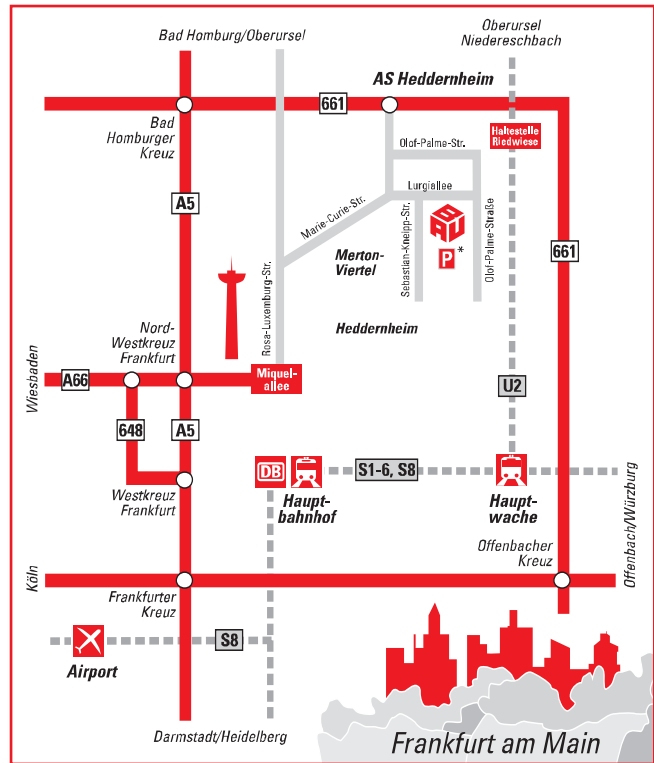 Bad Homburg/Oberursel
Oberursel
Niedereschbach
AS Heddernheim
661
Bad
Homburger
Kreuz
Haltestelle
Riedwiese
Olof-Palme-Str.
Lurgiallee
A5
Marie-Curie-Str.
Sebastian-Kneipp-Str.
Olof-Palme-Straße
P*
Merton-
Viertel
661
Rosa-Luxemburg-Str.
Heddernheim
Nord-
Westkreuz
Frankfurt
Wiesbaden
A66
Miquel-
allee
U2
648
A5
DB
S1-6, S8
Westkreuz
Frankfurt
Haupt-
bahnhof
Haupt-
wache
Offenbach/Würzburg
Offenbacher
Kreuz
Köln
Frankfurter
Kreuz
S8
Airport
Darmstadt/Heidelberg
Frankfurt am Main